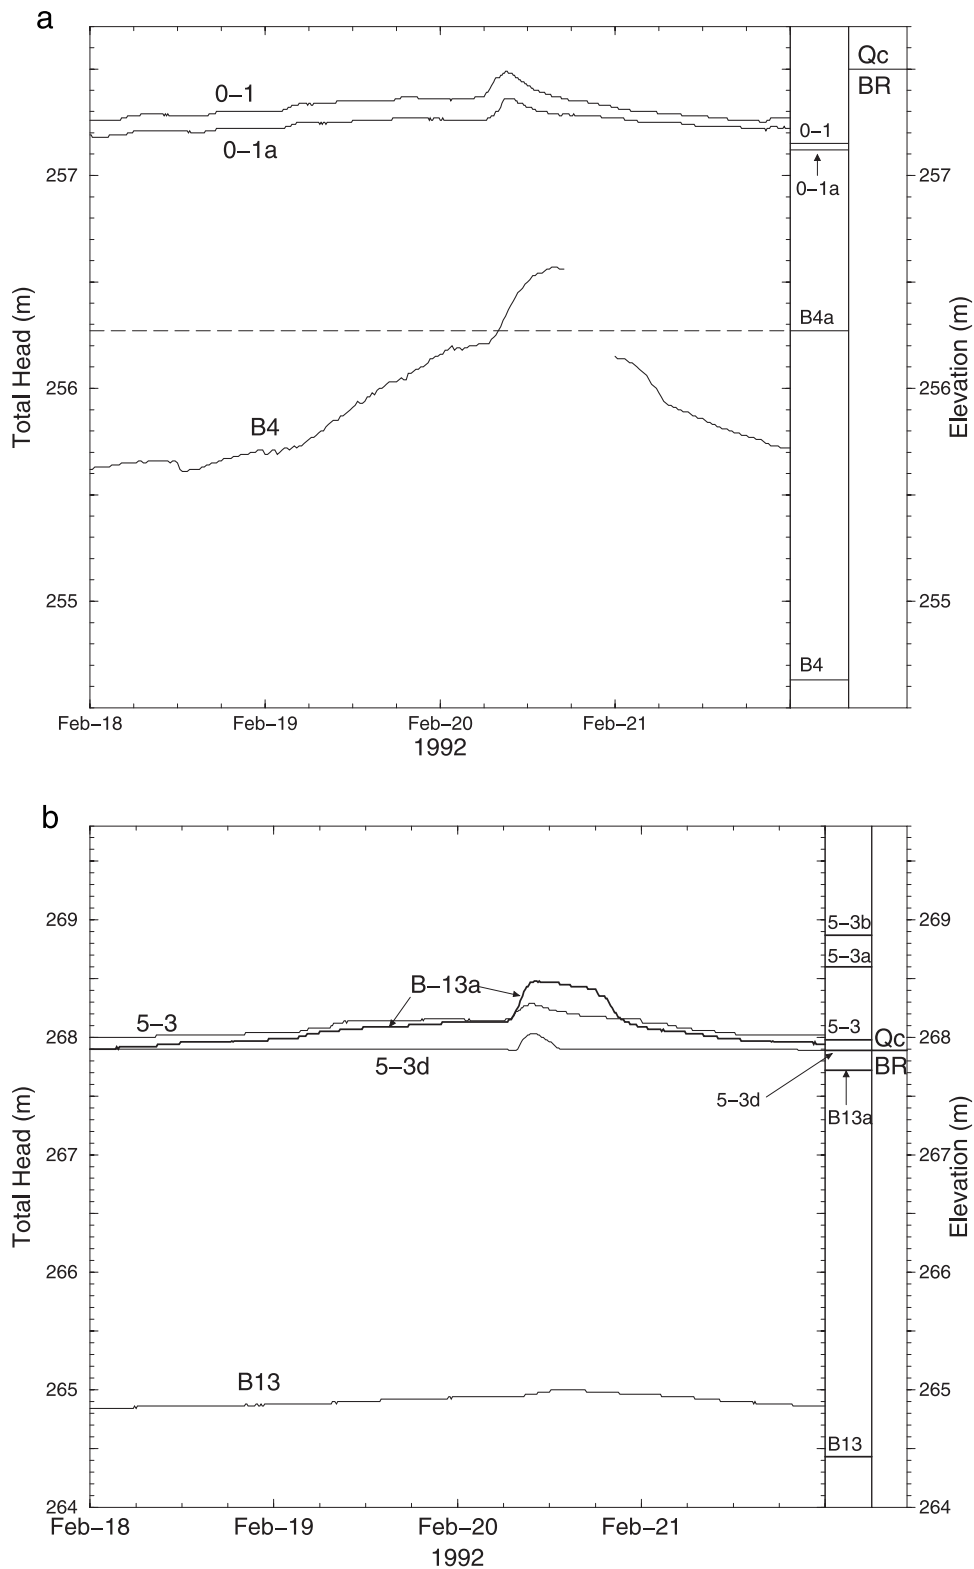 a
Qc
BR
0–1
0–1a
0–1
0–1a
257
257
Total Head (m)
Elevation (m)
B4a
256
256
B4
255
255
B4
Feb–18
Feb–19
Feb–20
Feb–21
1992
b
269
269
5–3b
5–3a
B–13a
5–3
5–3
268
268
Qc
BR
5–3d
5–3d
B13a
Total Head (m)
Elevation (m)
267
267
266
266
B13
265
265
B13
264
264
Feb–18
Feb–19
Feb–20
Feb–21
1992